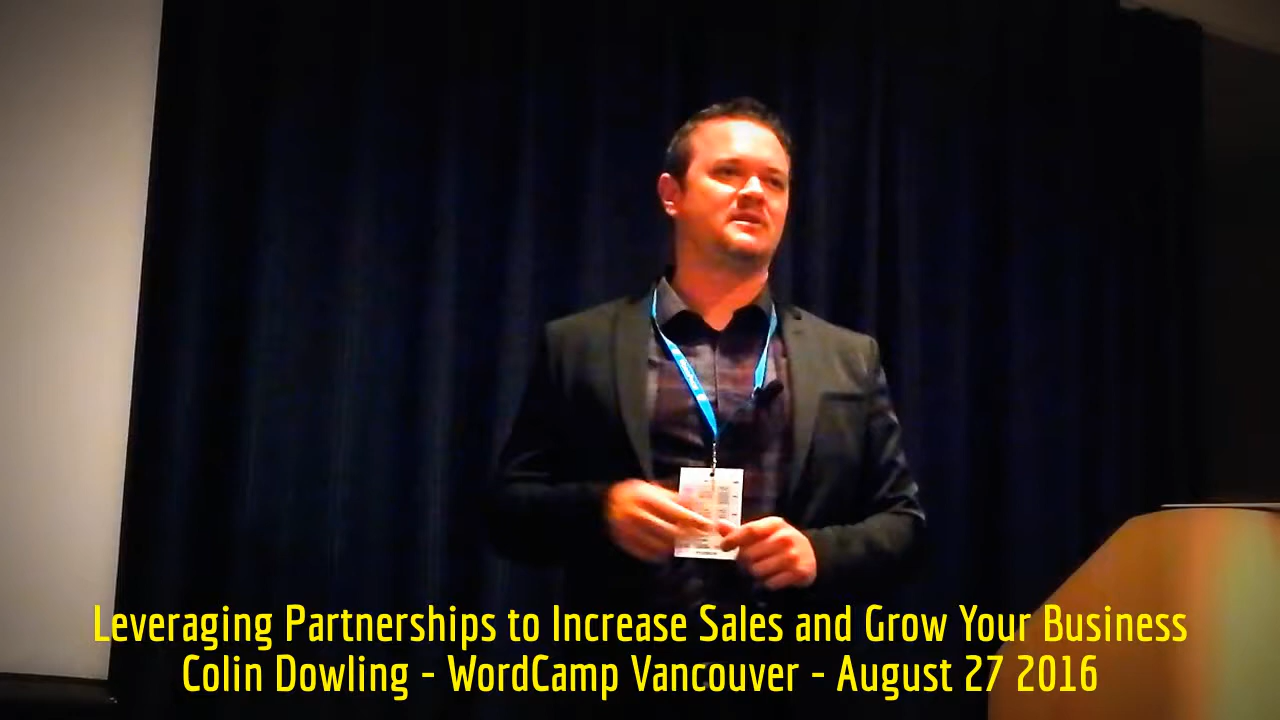 Leveraging Partnerships to Increase Sales and Grow Your Business
Colin Dowling - WordCamp Vancouver - August 27 2016